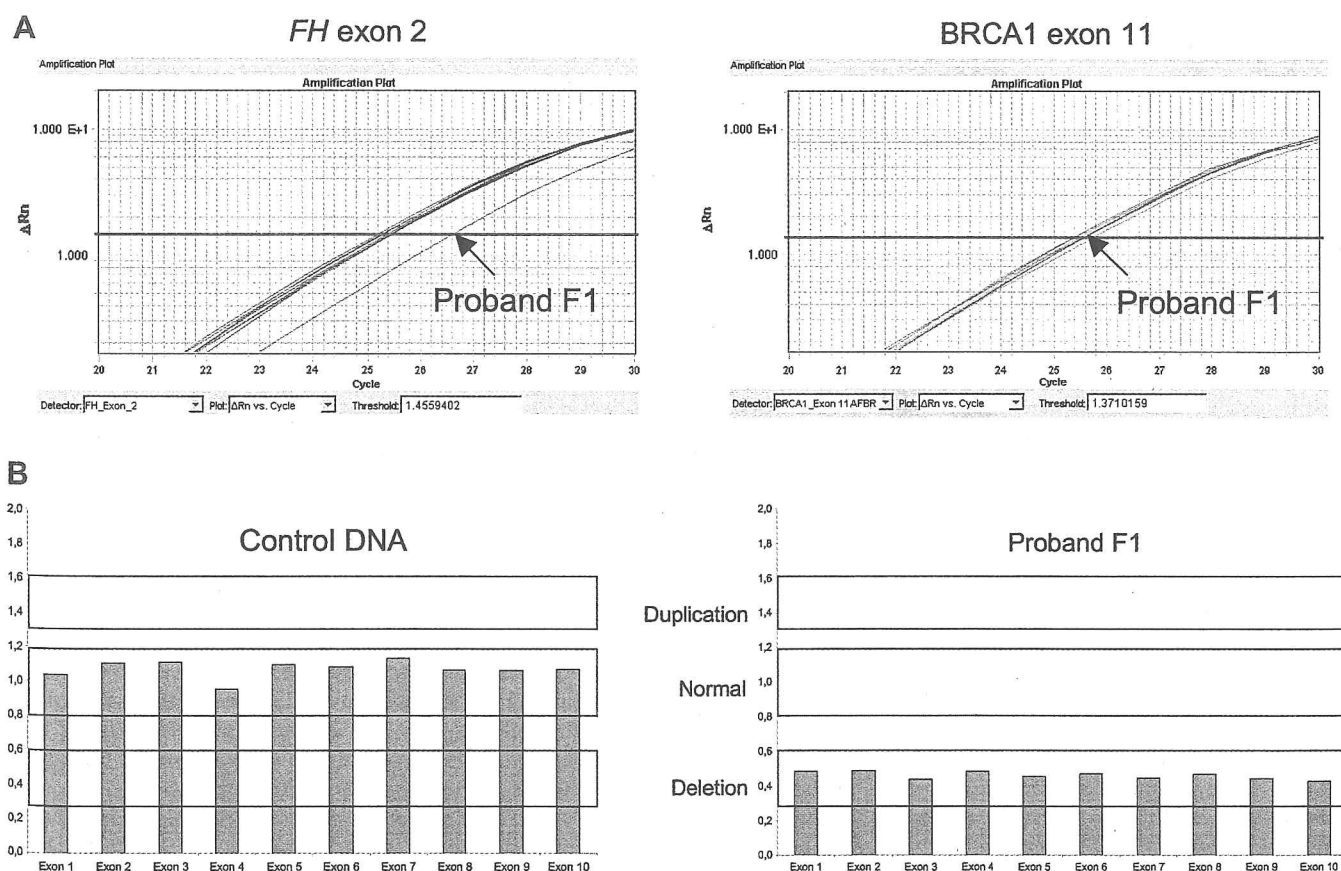 A
FH exon 2
BRCA1 exon 11
Amplification Plot
Amplification Plot
1.000 E+1
1.000
ΔRn
Proband F1
20 21 22 23 24 25 26 27 28 29 30
Cycle
Detector: FH_Exon_2 Plot: ΔRn vs. Cycle Threshold: 1.4559402
Amplification Plot
Amplification Plot
1.000 E+1
1.000
ΔRn
Proband F1
20 21 22 23 24 25 26 27 28 29 30
Cycle
Detector: BRCA1_Exon 11AFBR Plot: ΔRn vs. Cycle Threshold: 1.3710159
B
Control DNA
2,0
1,8
1,6
1,4
1,2
1,0
0,8
0,6
0,4
0,2
0,0
Exon 1 Exon 2 Exon 3 Exon 4 Exon 5 Exon 6 Exon 7 Exon 8 Exon 9 Exon 10
Proband F1
Duplication
Normal
Deletion
2,0
1,8
1,6
1,4
1,2
1,0
0,8
0,6
0,4
0,2
0,0
Exon 1 Exon 2 Exon 3 Exon 4 Exon 5 Exon 6 Exon 7 Exon 8 Exon 9 Exon 10